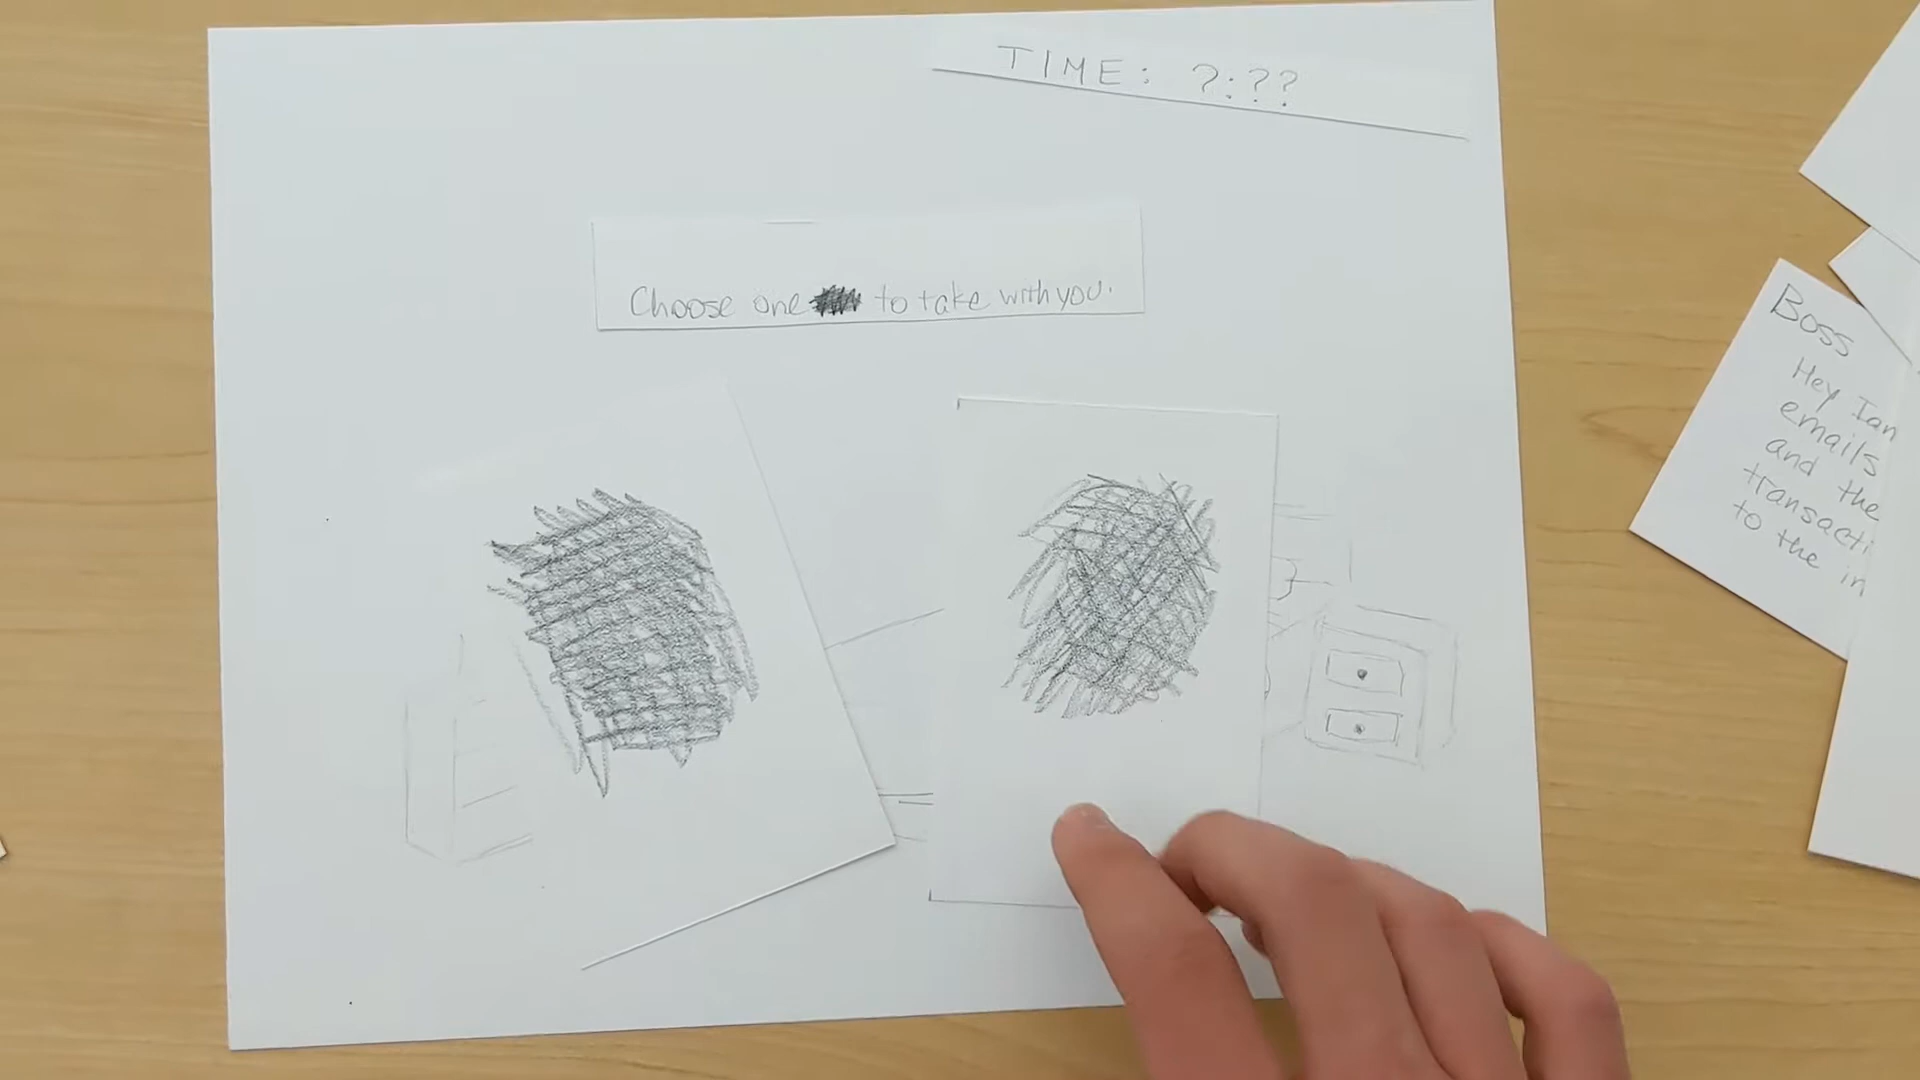 TIME: ?:??
Choose one to take with you.
Boss
Hey Ian
emails
and the
transacti
to the in